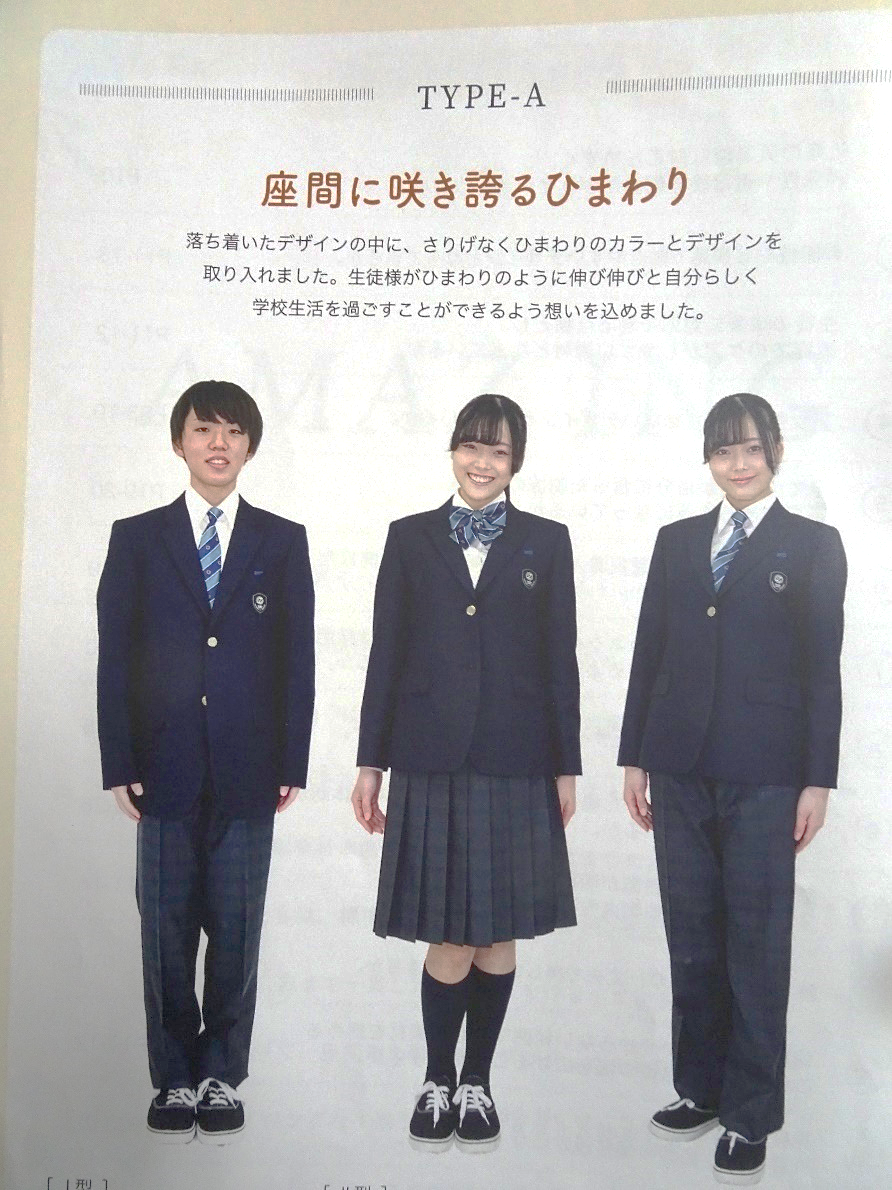 TYPE-A
座間に咲き誇るひまわり
落ち着いたデザインの中に、さりげなくひまわりのカラーとデザインを
取り入れました。生徒様がひまわりのように伸び伸びと自分らしく
学校生活を過ごすことができるよう想いを込めました。